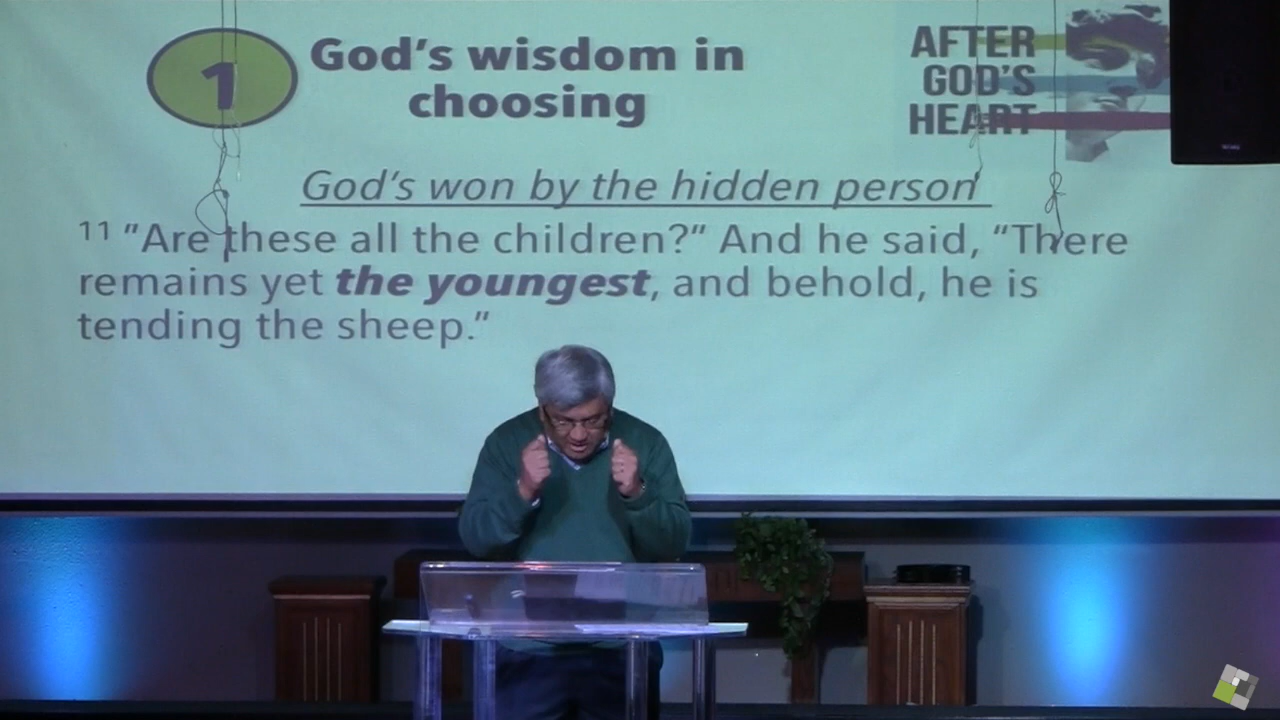 1
God's wisdom in
choosing
AFTER
GOD'S
HEART
God's won by the hidden person
11 "Are these all the children?" And he said, "There
remains yet the youngest, and behold, he is
tending the sheep."